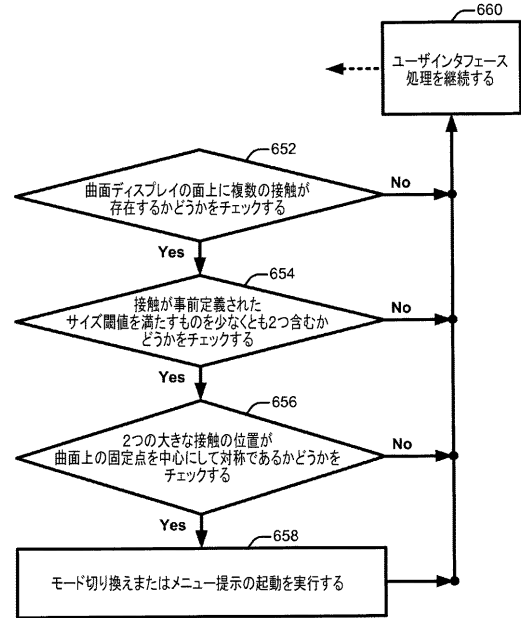 660
ユーザインタフェース
処理を継続する
652
曲面ディスプレイの面上に複数の接触が
存在するかどうかをチェックする
No
Yes
654
接触が事前定義された
サイズ閾値を満たすものを少なくとも2つ含むか
どうかをチェックする
No
Yes
656
2つの大きな接触の位置が
曲面上の固定点を中心にして対称であるかどうかを
チェックする
No
Yes
658
モード切り換えまたはメニュー提示の起動を実行する